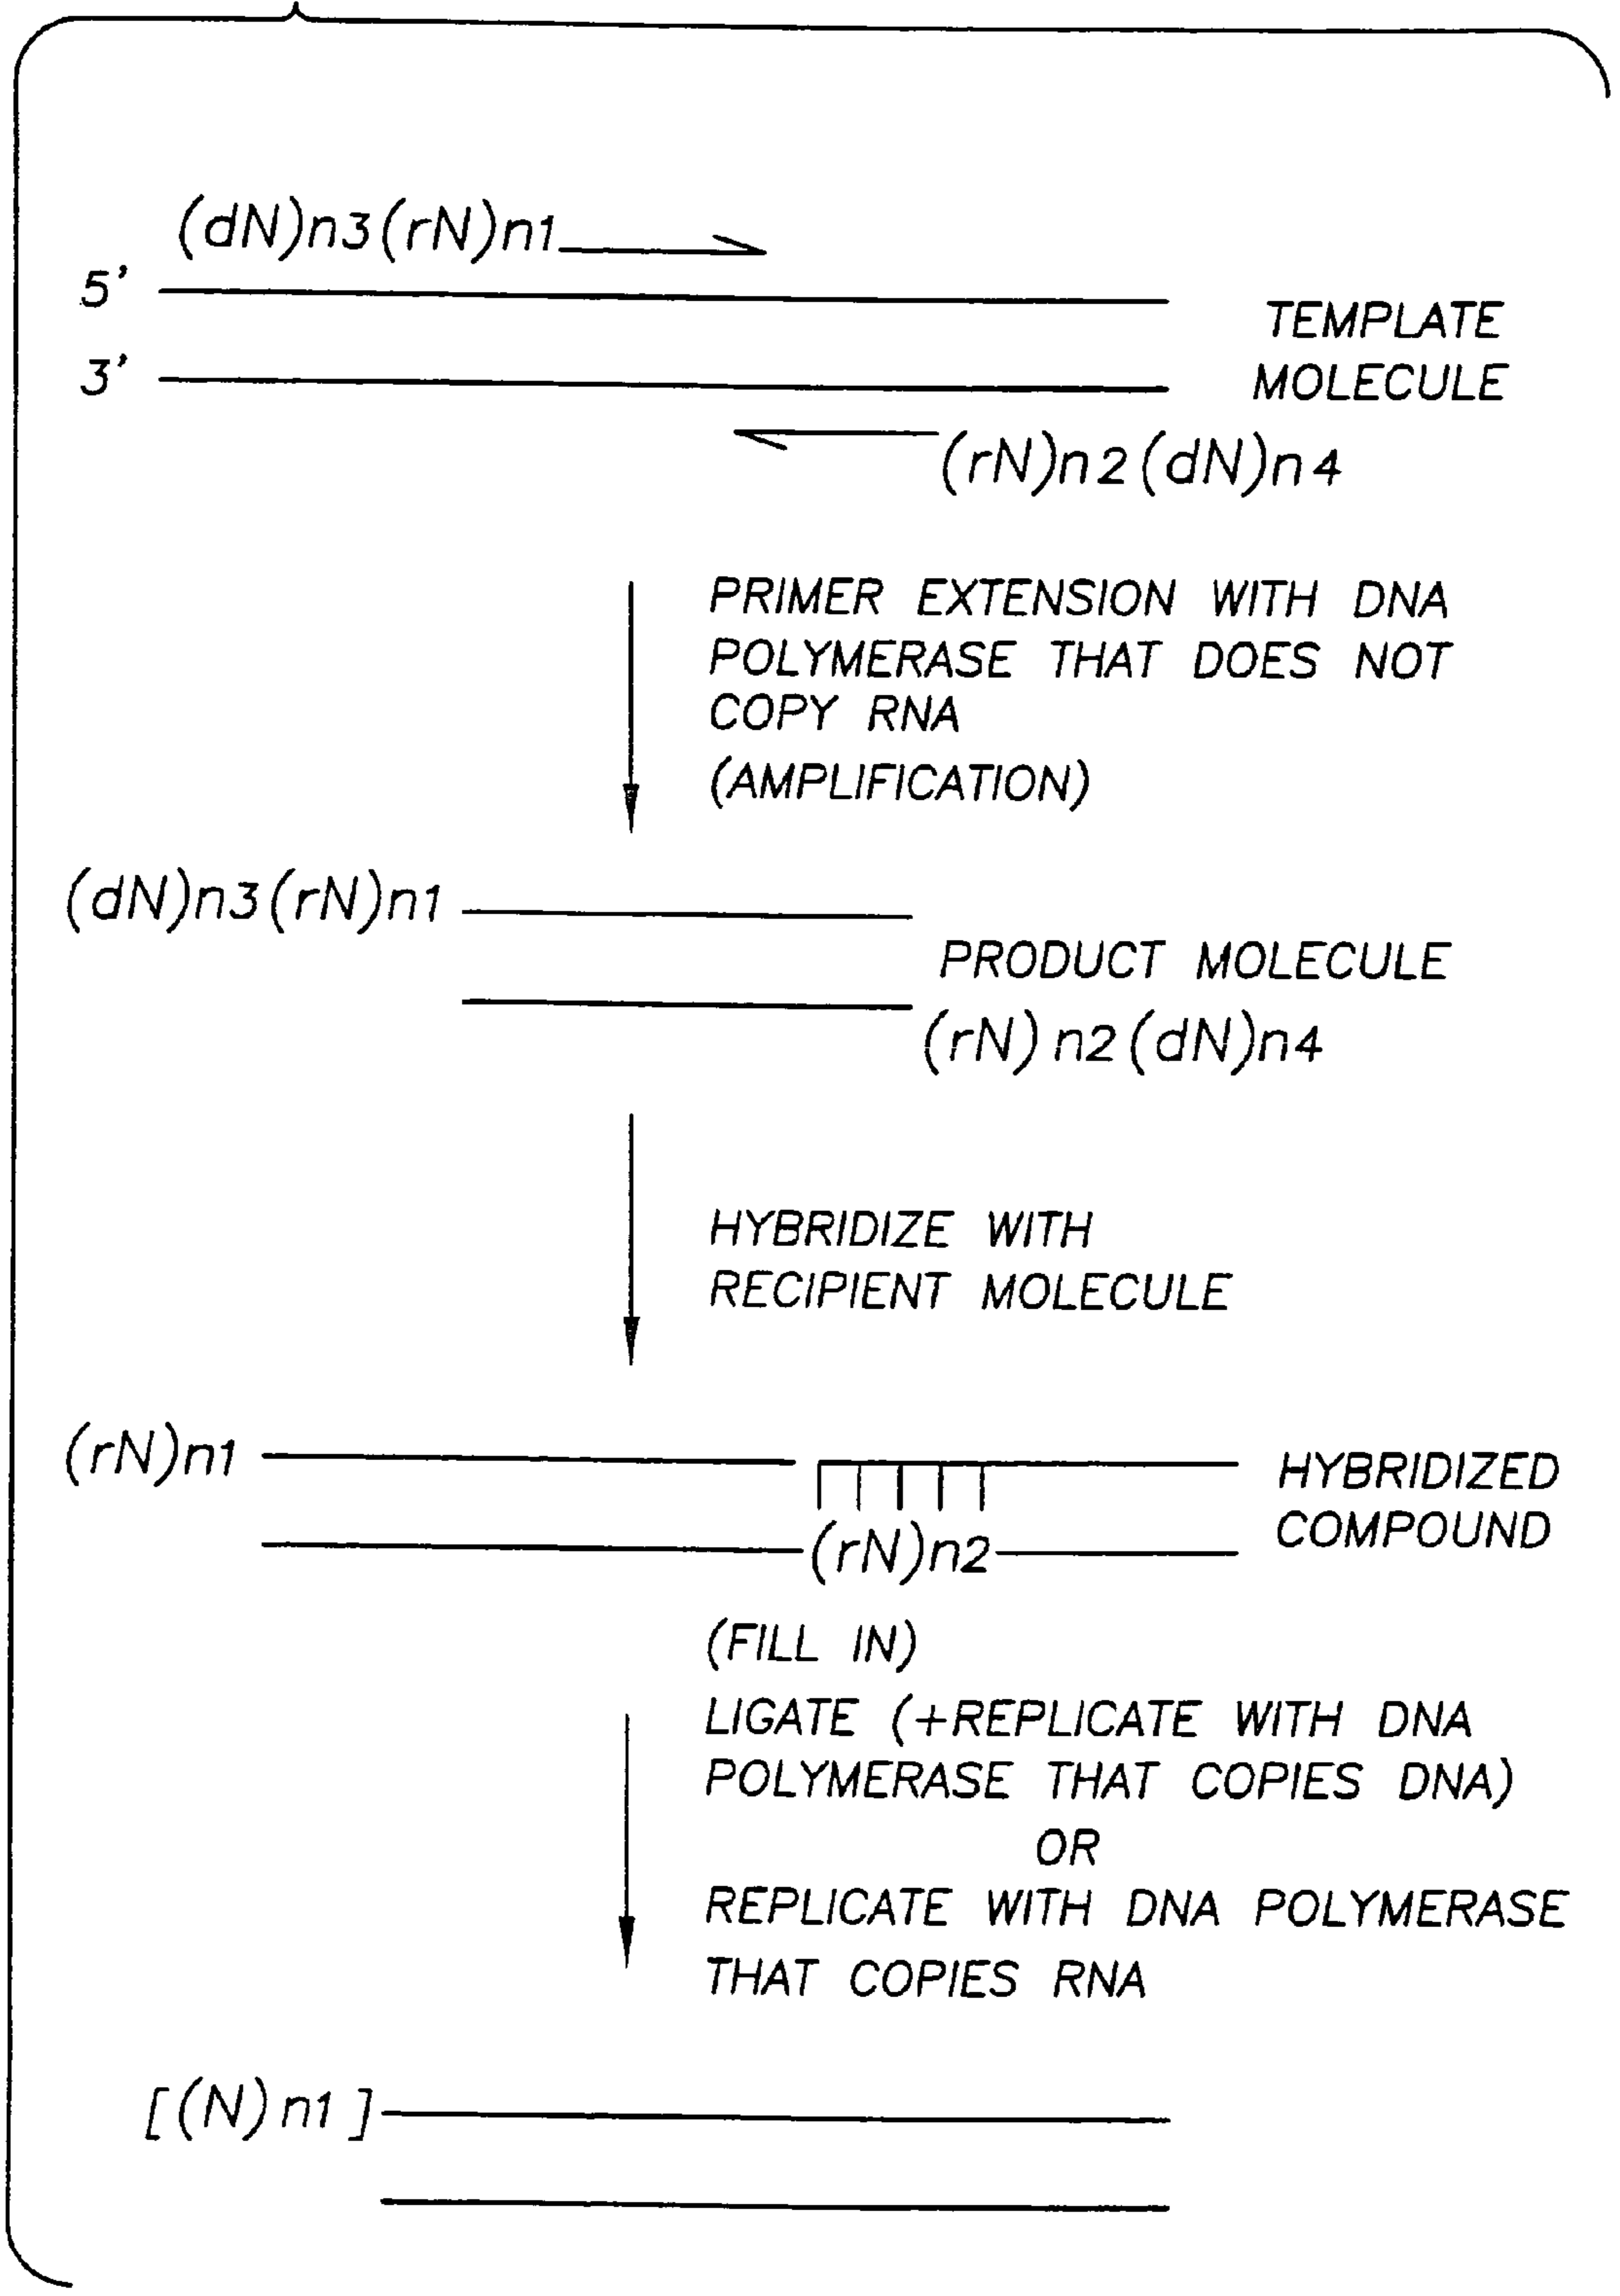 (dN)n3(rN)n1
5'
TEMPLATE
3'
MOLECULE
(rN)n2(dN)n4
PRIMER EXTENSION WITH DNA
POLYMERASE THAT DOES NOT
COPY RNA
(AMPLIFICATION)
(dN)n3(rN)n1
PRODUCT MOLECULE
(rN)n2(dN)n4
HYBRIDIZE WITH
RECIPIENT MOLECULE
(rN)n1
HYBRIDIZED
COMPOUND
(rN)n2
(FILL IN)
LIGATE (+REPLICATE WITH DNA
POLYMERASE THAT COPIES DNA)
OR
REPLICATE WITH DNA POLYMERASE
THAT COPIES RNA
[(N)n1]